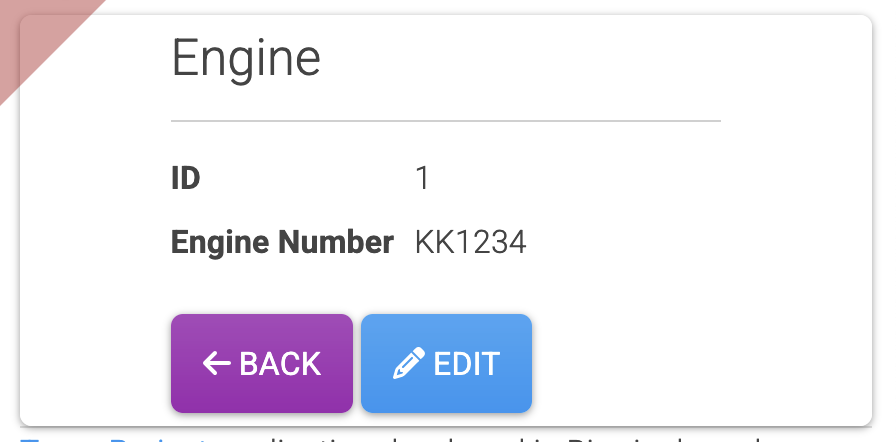 Engine
ID 1
Engine Number KK1234
BACK EDIT